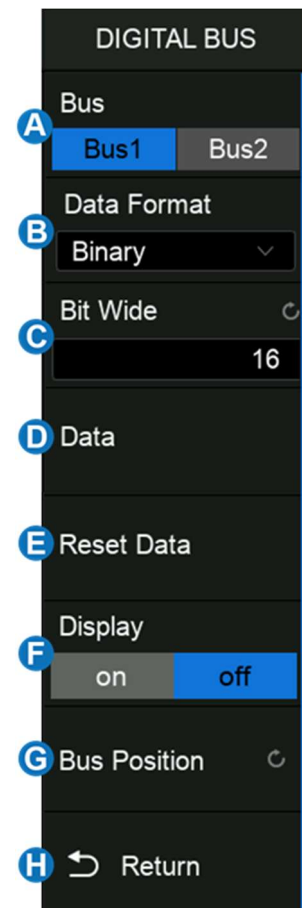 DIGITAL BUS
Bus
A
Bus1 Bus2
Data Format
B
Binary
Bit Wide
C
16
D Data
E Reset Data
Display
F
on off
G Bus Position
H Return